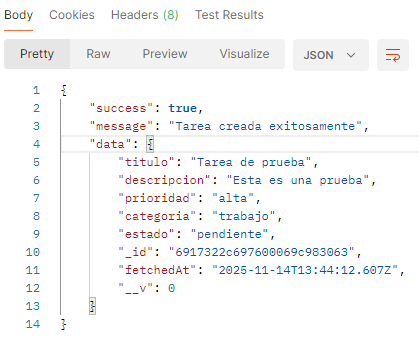 Body Cookies Headers (8) Test Results
Pretty Raw Preview Visualize JSON
1 {
2 "success": true,
3 "message": "Tarea creada exitosamente",
4 "data": {
5 "titulo": "Tarea de prueba",
6 "descripcion": "Esta es una prueba",
7 "prioridad": "alta",
8 "categoria": "trabajo",
9 "estado": "pendiente",
10 "_id": "6917322c697600069c983063",
11 "fetchedAt": "2025-11-14T13:44:12.607Z",
12 "__v": 0
13 }
14 }